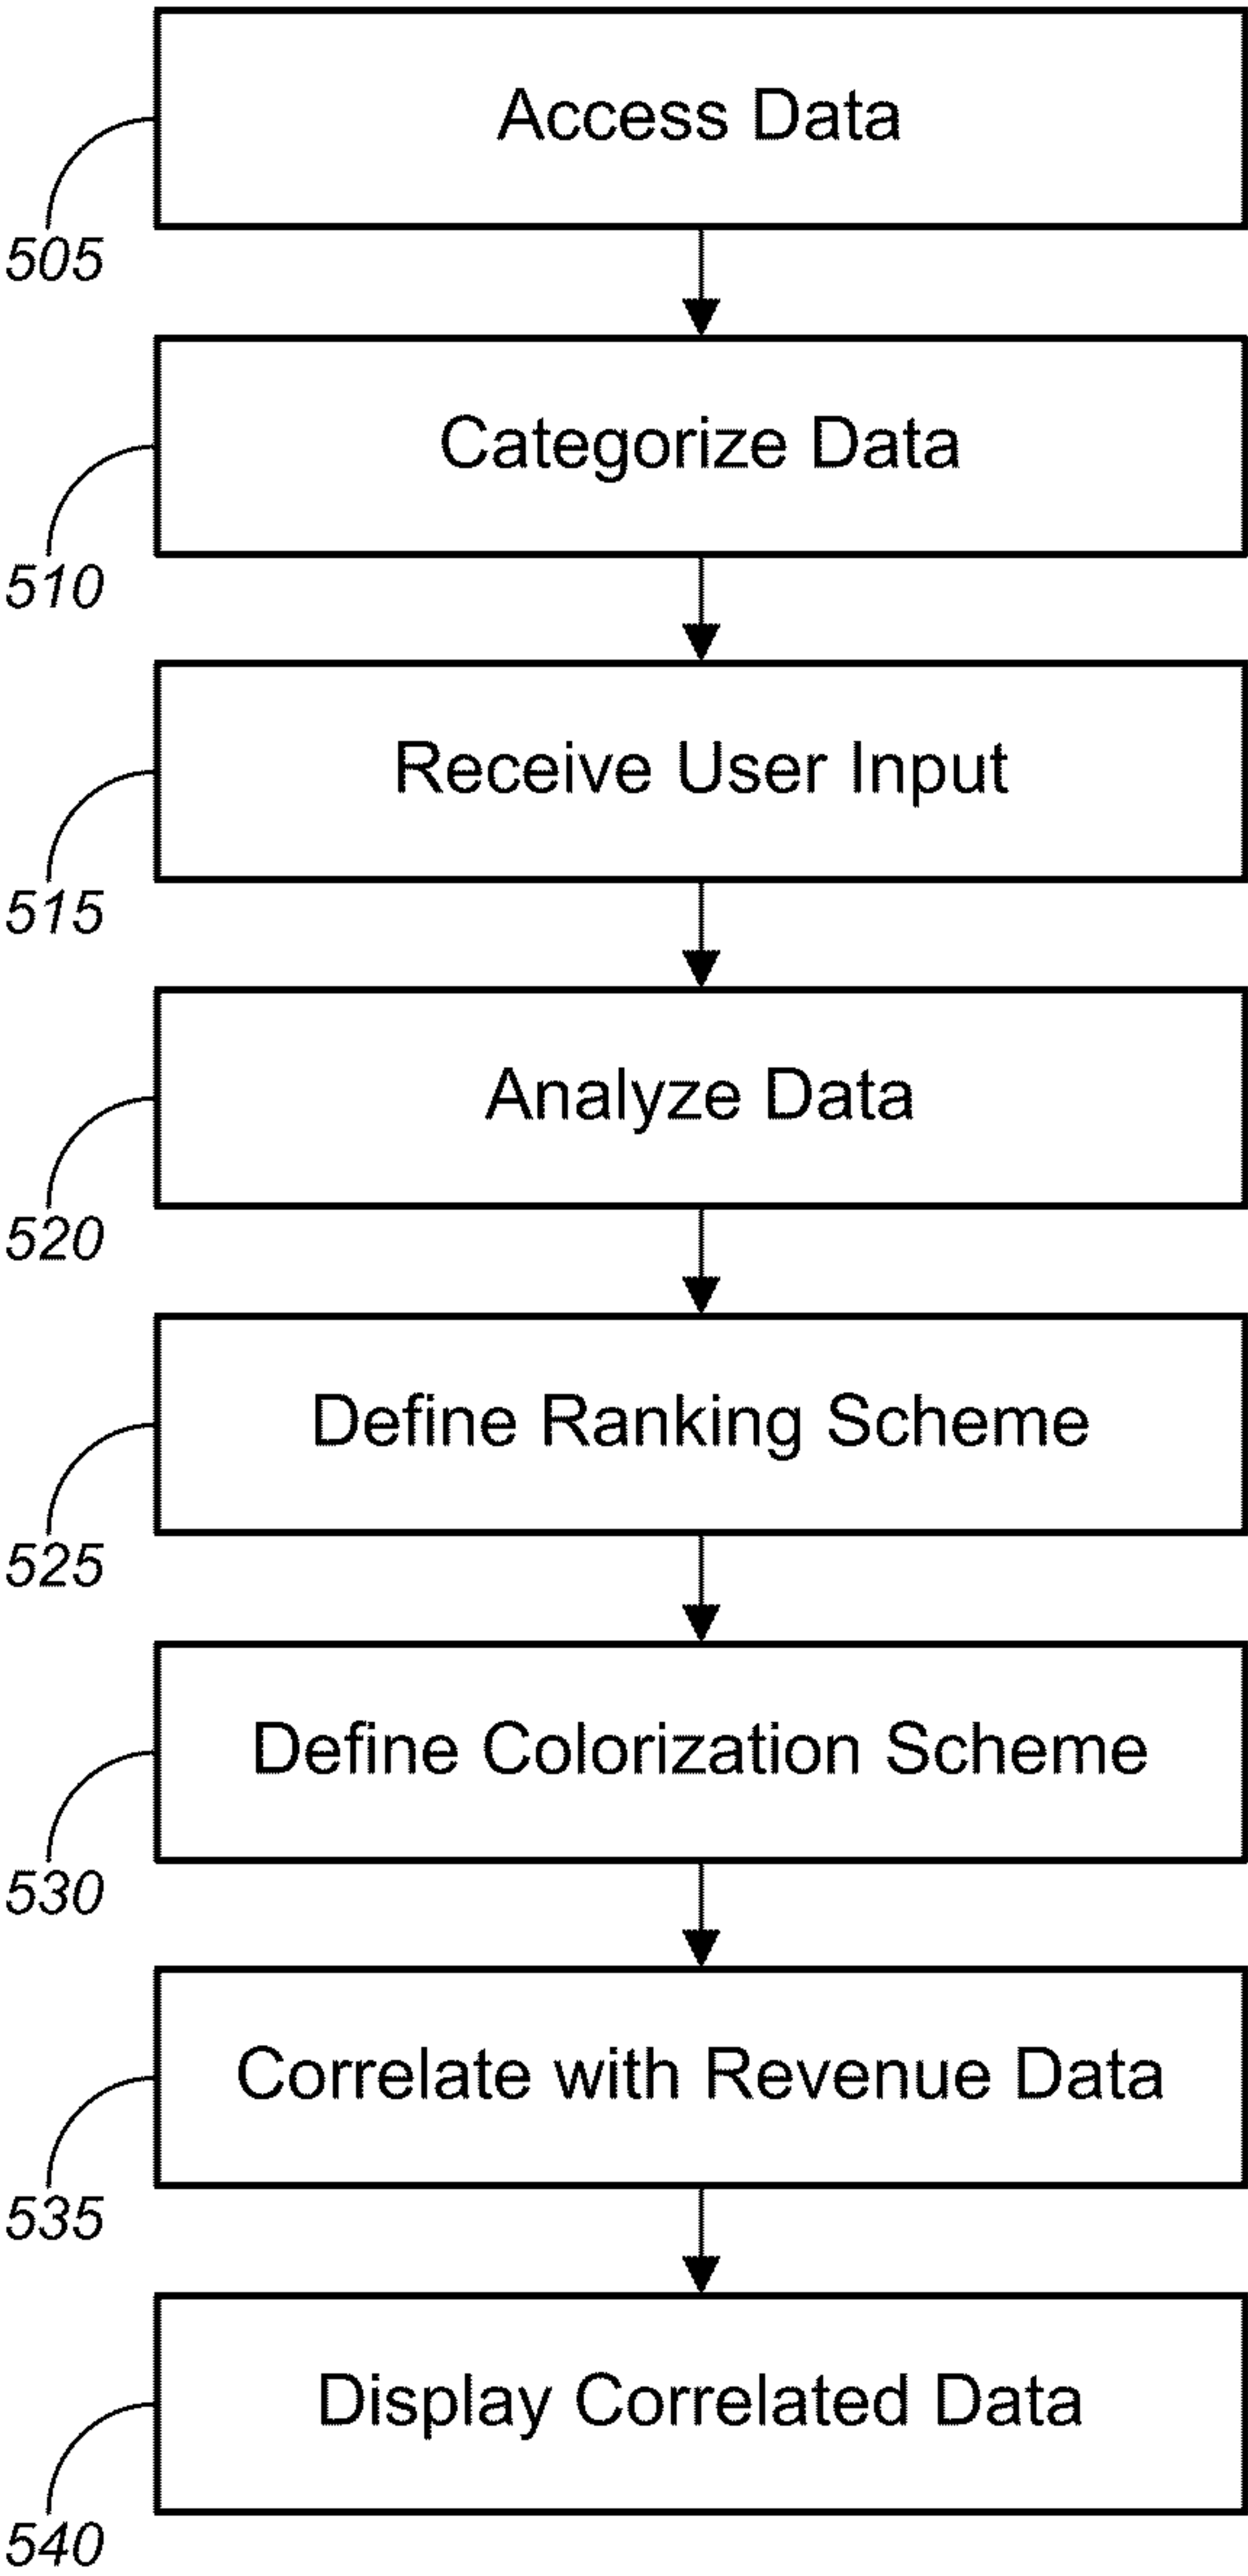 Access Data
505
Categorize Data
510
Receive User Input
515
Analyze Data
520
Define Ranking Scheme
525
Define Colorization Scheme
530
Correlate with Revenue Data
535
Display Correlated Data
540